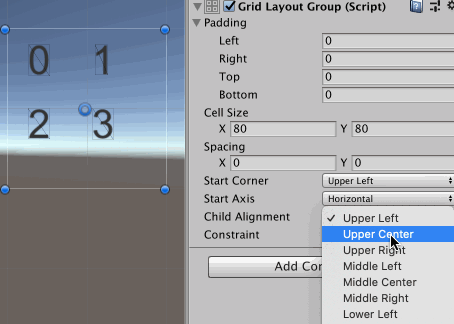 Grid Layout Group (Script)
Padding
Left 0
Right 0
Top 0
Bottom 0
Cell Size
X 80 Y 80
Spacing
X 0 Y 0
Start Corner Upper Left
Start Axis Horizontal
Child Alignment
Constraint
Upper Left
Upper Center
Upper Right
Middle Left
Middle Center
Middle Right
Lower Left
Add Co
0 1
2 3